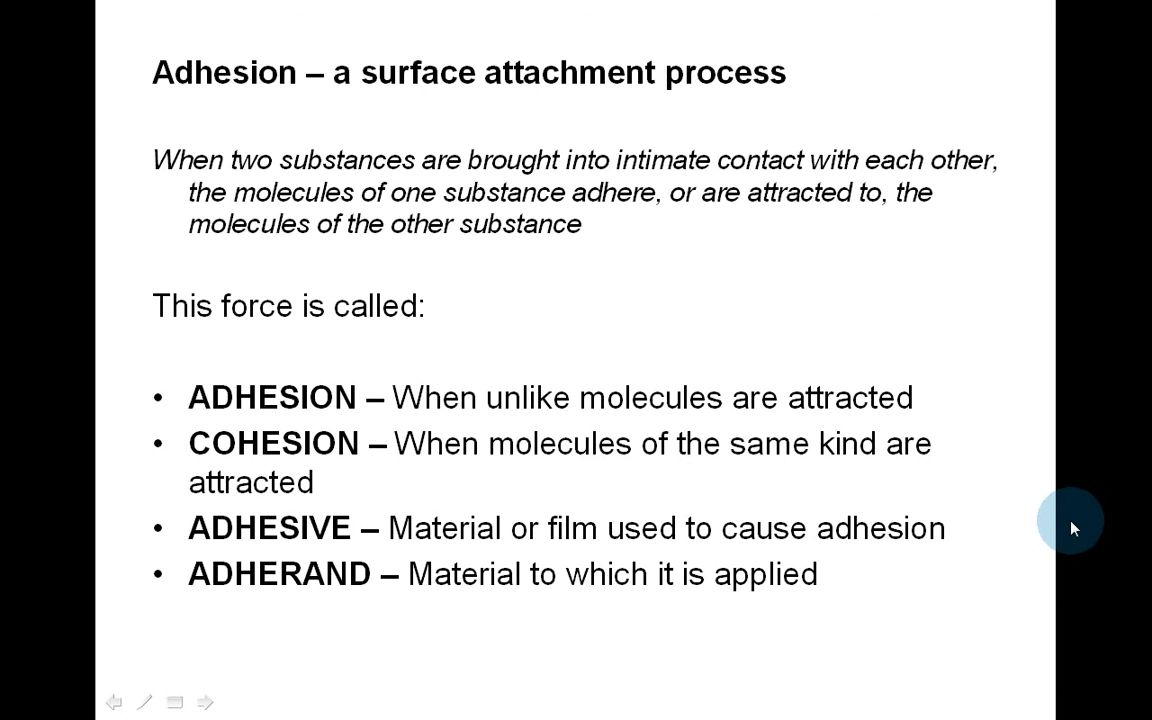 Adhesion – a surface attachment process
When two substances are brought into intimate contact with each other,
the molecules of one substance adhere, or are attracted to, the
molecules of the other substance
This force is called:
• ADHESION – When unlike molecules are attracted
• COHESION – When molecules of the same kind are
attracted
• ADHESIVE – Material or film used to cause adhesion
• ADHERAND – Material to which it is applied